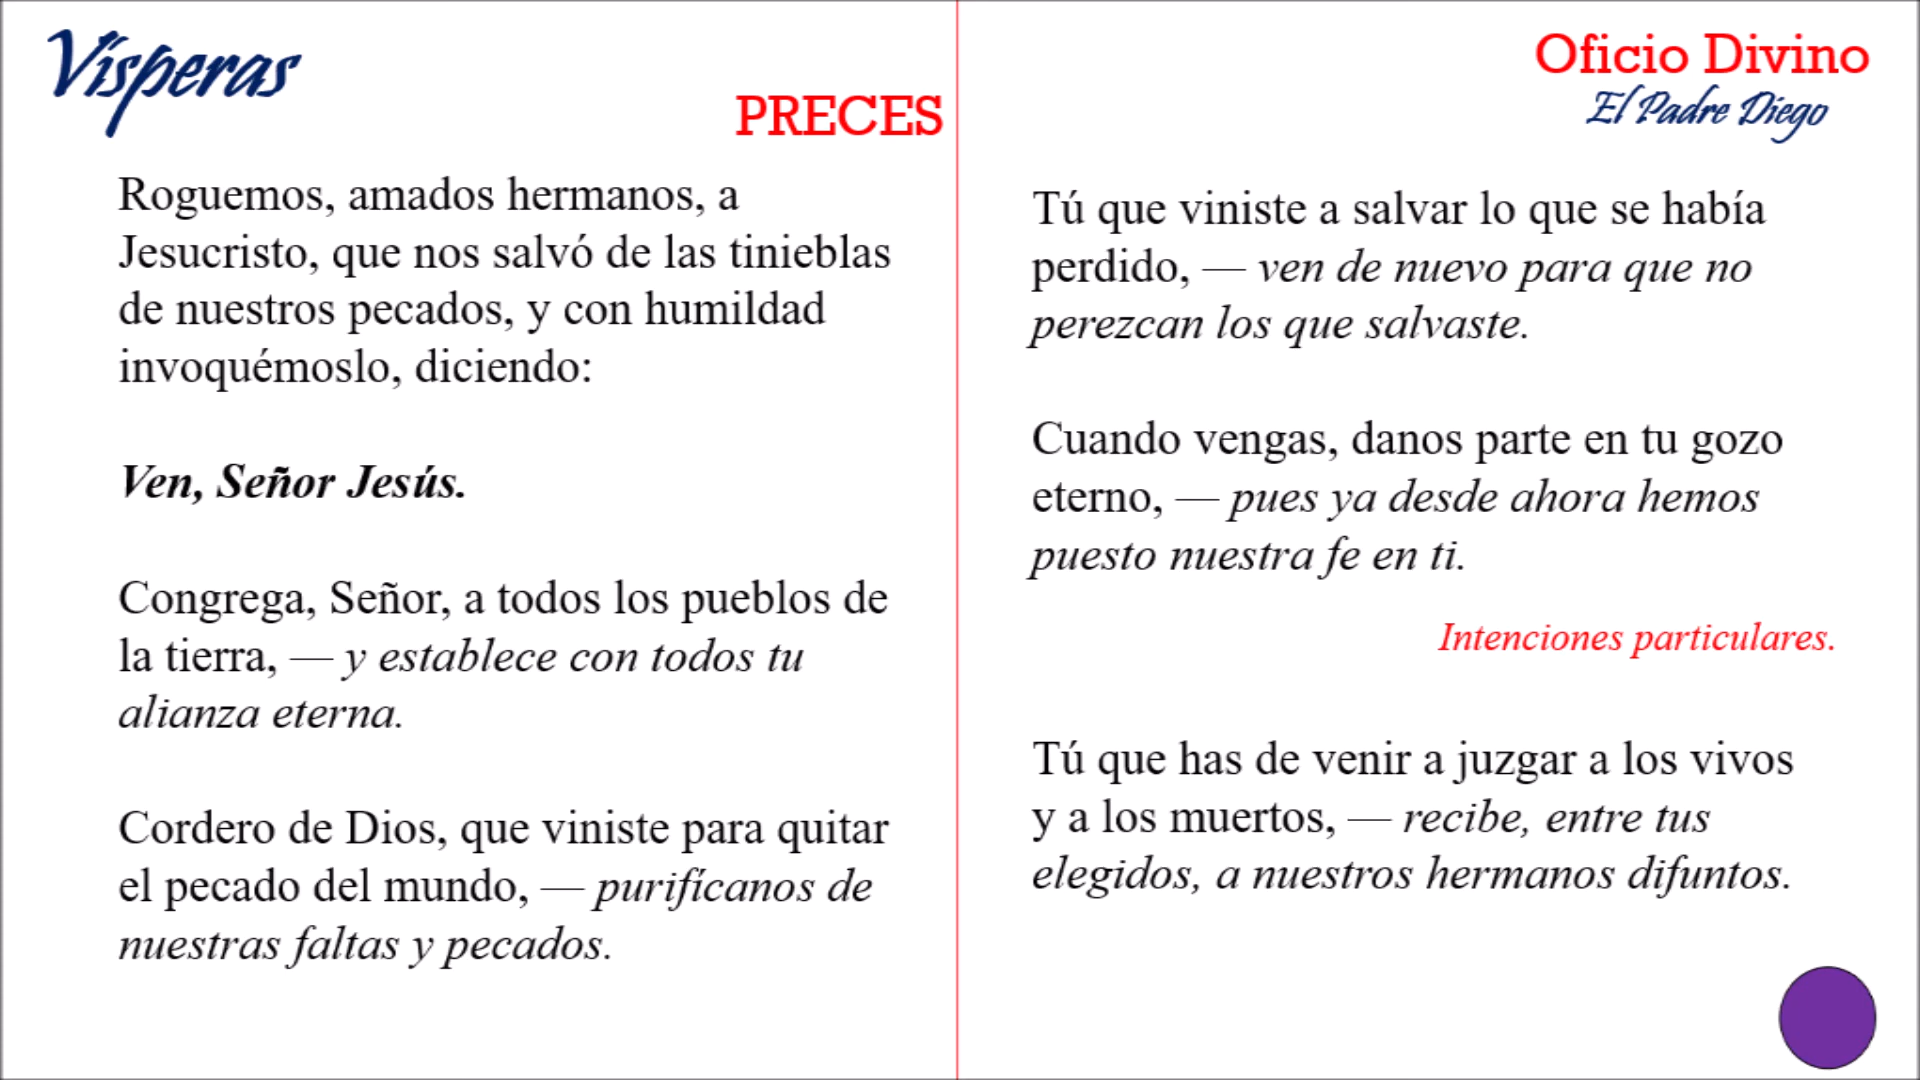 Vísperas
PRECES
Roguemos, amados hermanos, a
Jesucristo, que nos salvó de las tinieblas
de nuestros pecados, y con humildad
invoquémoslo, diciendo:
Ven, Señor Jesús.
Congrega, Señor, a todos los pueblos de
la tierra, — y establece con todos tu
alianza eterna.
Cordero de Dios, que viniste para quitar
el pecado del mundo, — purifícanos de
nuestras faltas y pecados.
Oficio Divino
El Padre Diego
Tú que viniste a salvar lo que se había
perdido, — ven de nuevo para que no
perezcan los que salvaste.
Cuando vengas, danos parte en tu gozo
eterno, — pues ya desde ahora hemos
puesto nuestra fe en ti.
Intenciones particulares.
Tú que has de venir a juzgar a los vivos
y a los muertos, — recibe, entre tus
elegidos, a nuestros hermanos difuntos.